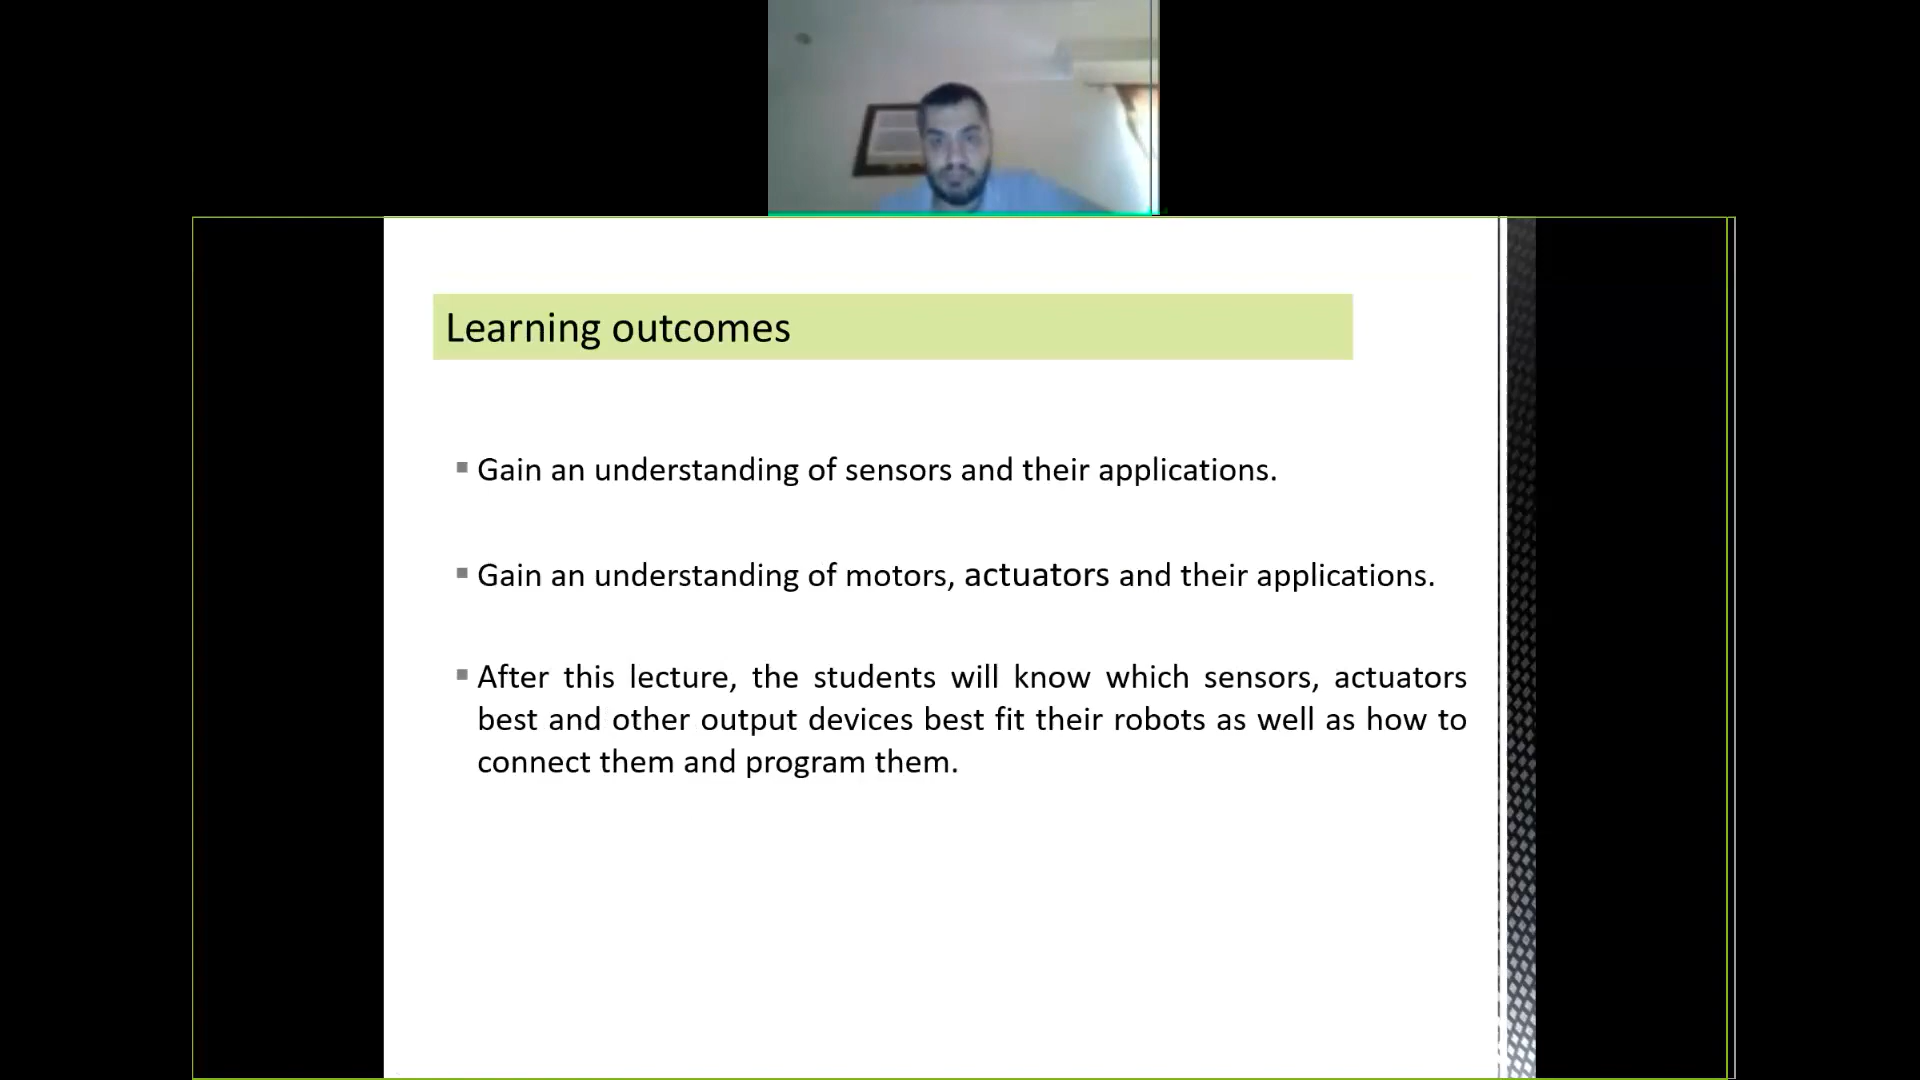 Learning outcomes
▪ Gain an understanding of sensors and their applications.
▪ Gain an understanding of motors, actuators and their applications.
▪ After this lecture, the students will know which sensors, actuators
best and other output devices best fit their robots as well as how to
connect them and program them.